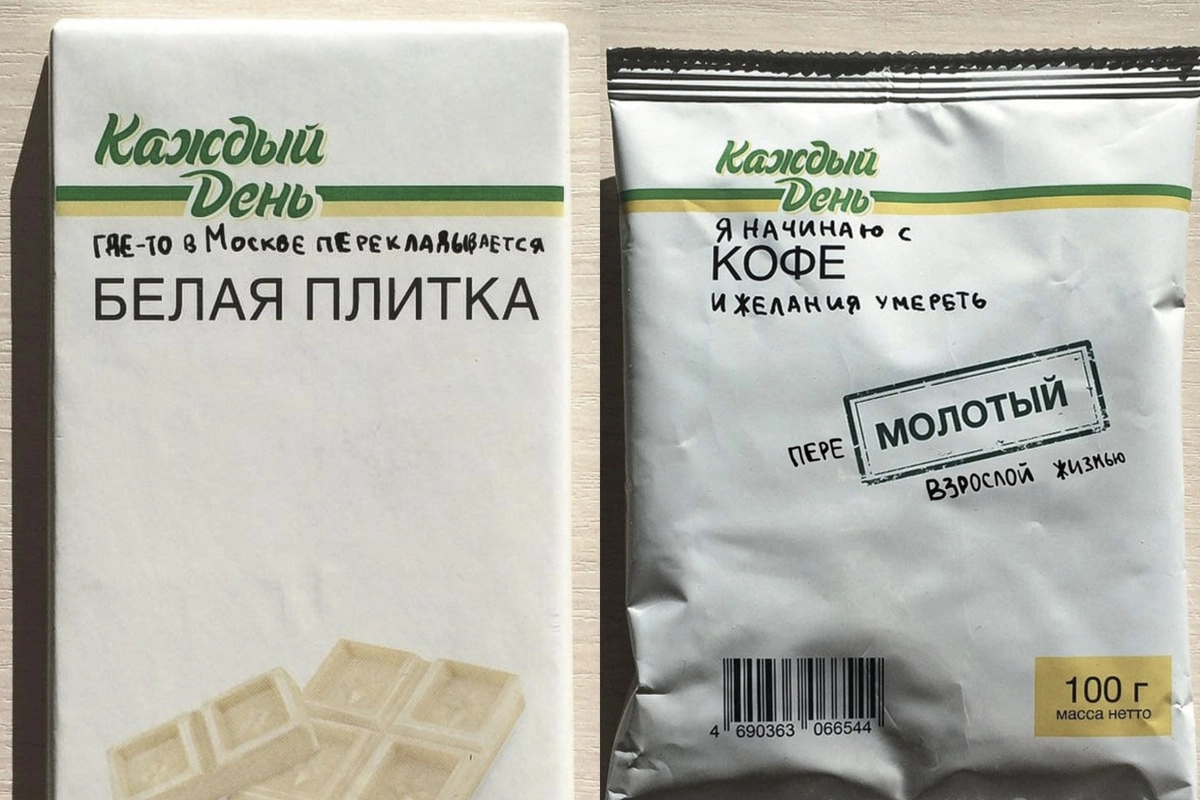 Каждый
День
ГДЕ-ТО В МОСКВЕ ПЕРЕКЛАДЫВАЕТСЯ
БЕЛАЯ ПЛИТКА
Каждый
День
Я НАЧИНАЮ С
КОФЕ
И ЖЕЛАНИЯ УМЕРЕТЬ
ПЕРЕ МОЛОТЫЙ
ВЗРОСЛОЙ ЖИЗНЬЮ
4 690363 066544
100 г
масса нетто